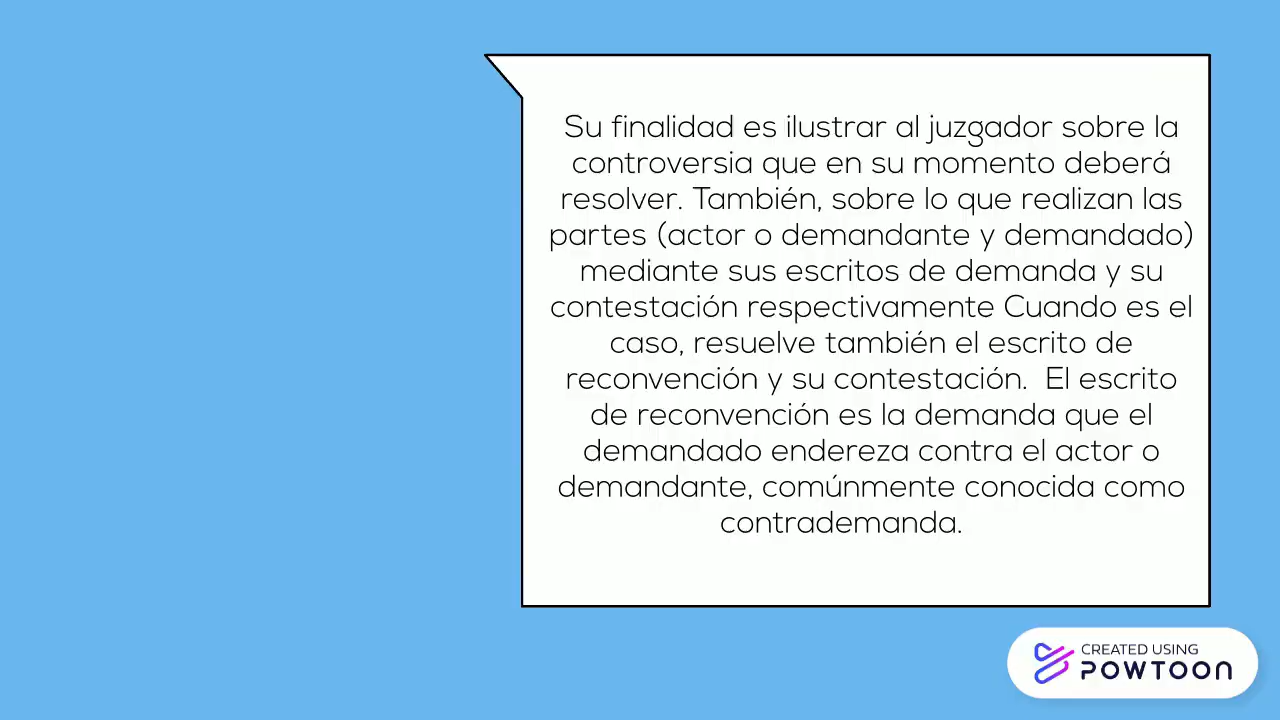 Su finalidad es ilustrar al juzgador sobre la
controversia que en su momento deberá
resolver. También, sobre lo que realizan las
partes (actor o demandante y demandado)
mediante sus escritos de demanda y su
contestación respectivamente Cuando es el
caso, resuelve también el escrito de
reconvención y su contestación.  El escrito
de reconvención es la demanda que el
demandado endereza contra el actor o
demandante, comúnmente conocida como
contrademanda.
CREATED USING
POWTOON